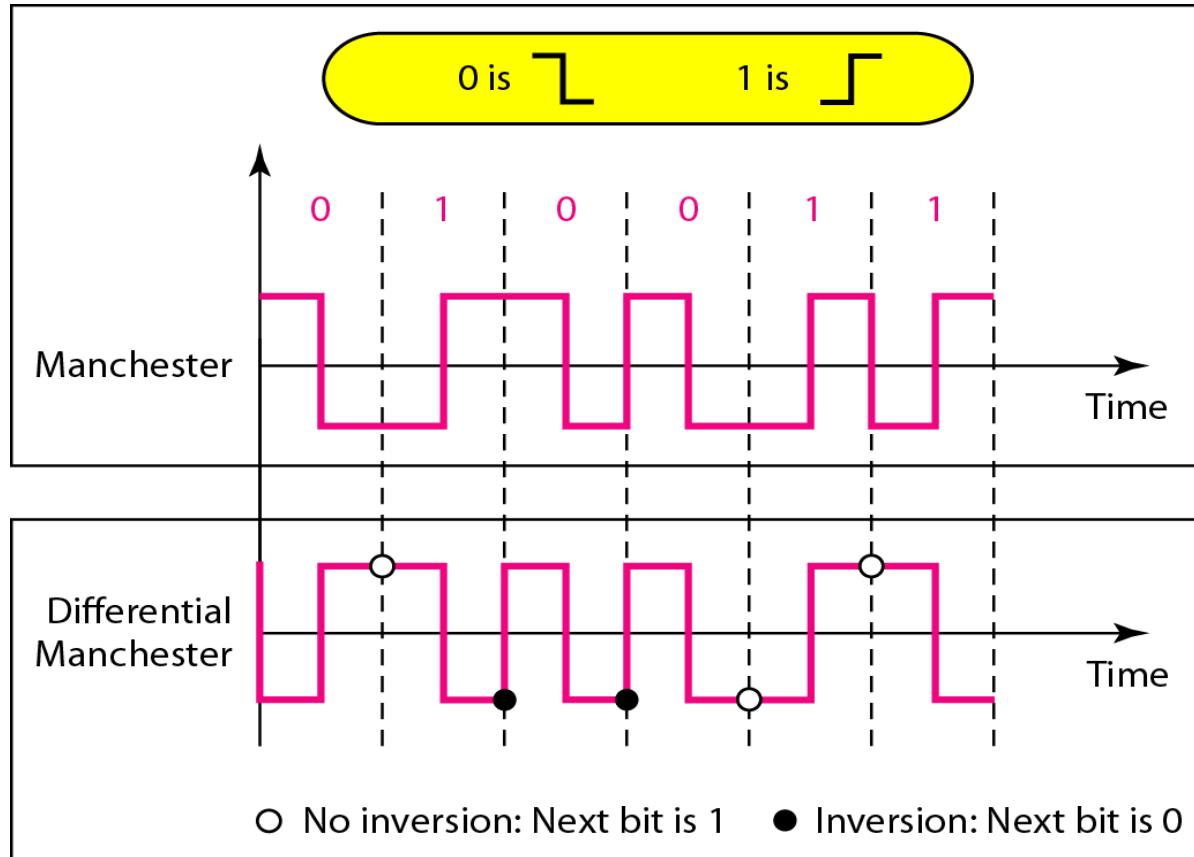 0 is 1 is
0 1 0 0 1 1
Manchester
Time
Differential
Manchester
Time
No inversion: Next bit is 1 Inversion: Next bit is 0